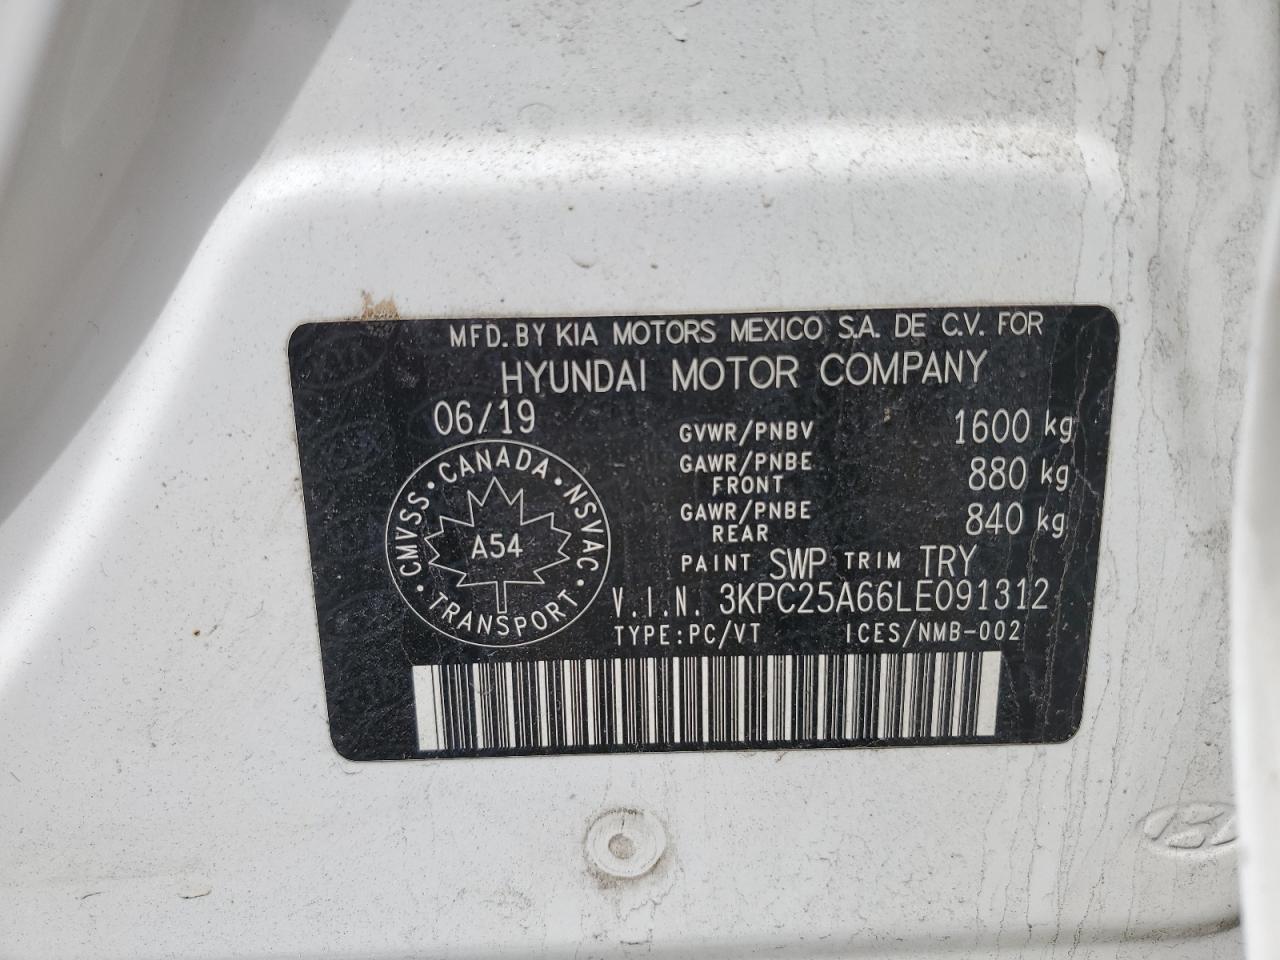 MFD. BY KIA MOTORS MEXICO S.A. DE C.V. FOR
HYUNDAI MOTOR COMPANY
06/19
GVWR/PNBV 1600 kg
GAWR/PNBE FRONT 880 kg
GAWR/PNBE REAR 840 kg
PAINT SWP TRIM TRY
V.I.N. 3KPC25A66LE091312
TYPE:PC/VT ICES/NMB-002
CMVSS · CANADA · NSVAC · TRANSPORT ·
A54